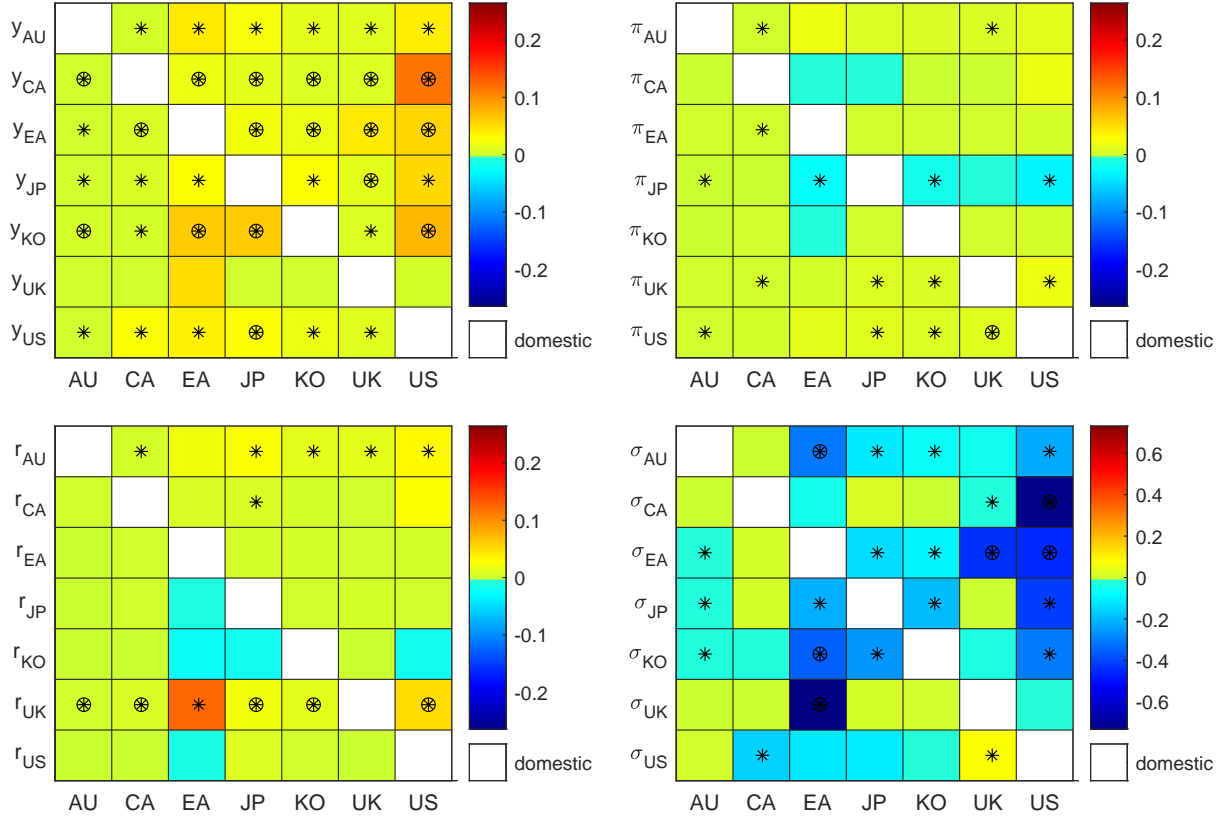 y_AU
y_CA
y_EA
y_JP
y_KO
y_UK
y_US
AU CA EA JP KO UK US
0.2
0.1
0
-0.1
-0.2
domestic
π_AU
π_CA
π_EA
π_JP
π_KO
π_UK
π_US
AU CA EA JP KO UK US
0.2
0.1
0
-0.1
-0.2
domestic
r_AU
r_CA
r_EA
r_JP
r_KO
r_UK
r_US
AU CA EA JP KO UK US
0.2
0.1
0
-0.1
-0.2
domestic
σ_AU
σ_CA
σ_EA
σ_JP
σ_KO
σ_UK
σ_US
AU CA EA JP KO UK US
0.6
0.4
0.2
0
-0.2
-0.4
-0.6
domestic